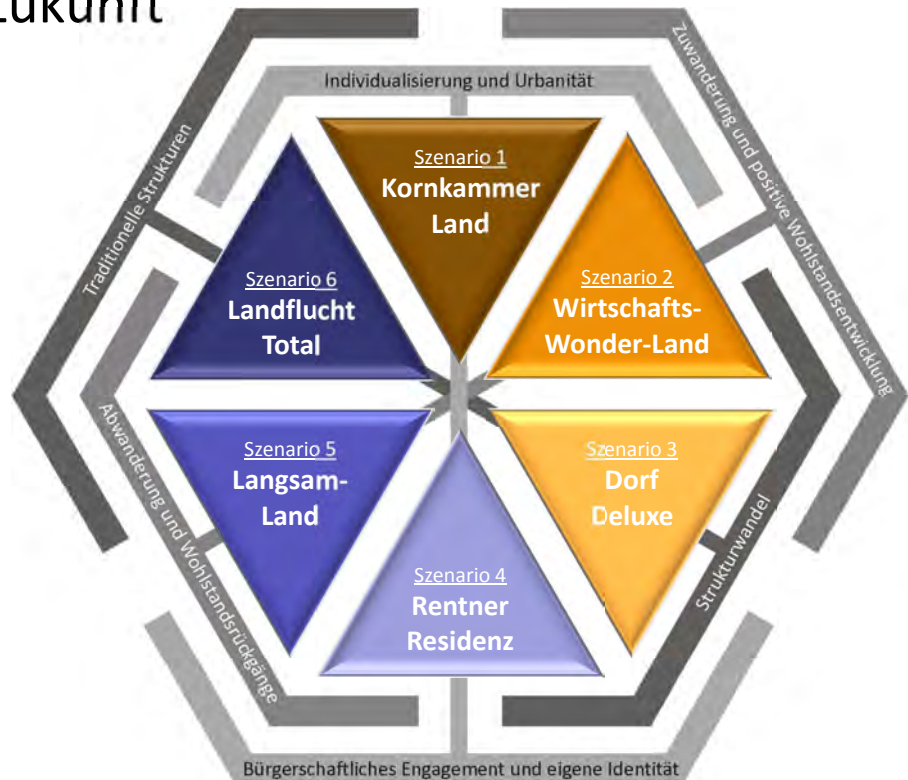 Zukunft
Individualisierung und Urbanität
Zuwanderung und positive Wohlstandsentwicklung
Traditionelle Strukturen
Szenario 1
Kornkammer
Land
Szenario 2
Wirtschafts-
Wonder-Land
Szenario 6
Landflucht
Total
Szenario 5
Langsam-
Land
Szenario 3
Dorf
Deluxe
Szenario 4
Rentner
Residenz
Abwanderung und Wohlstandsrückgänge
Strukturwandel
Bürgerschaftliches Engagement und eigene Identität